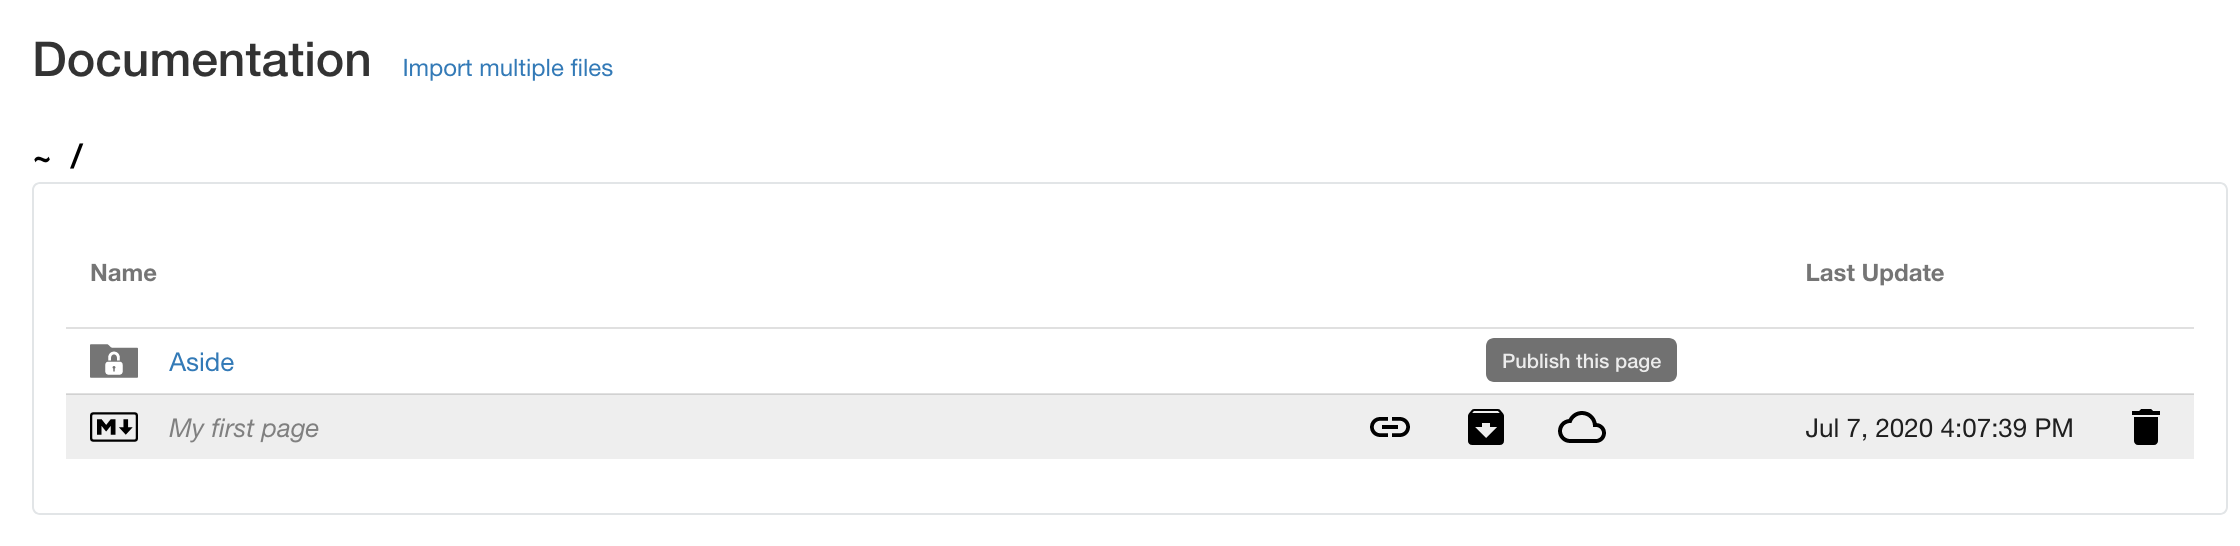 Documentation Import multiple files
~ /
Name Last Update
Aside
Publish this page
M My first page Jul 7, 2020 4:07:39 PM